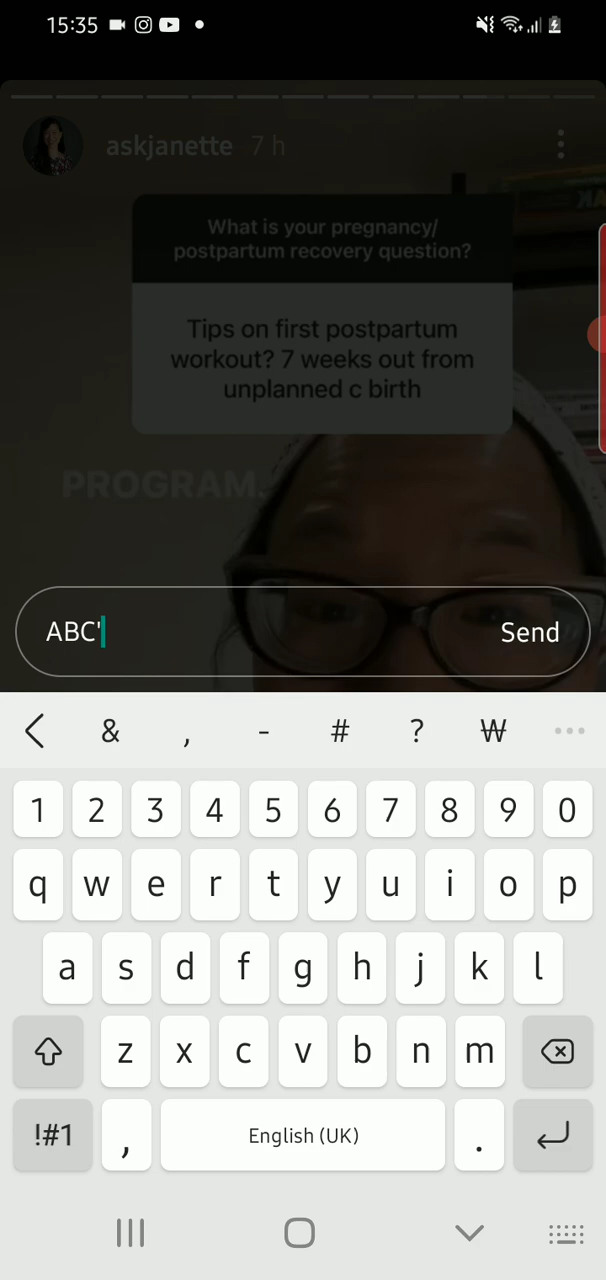 15:35
askjanette 7 h
What is your pregnancy/
postpartum recovery question?
Tips on first postpartum
workout? 7 weeks out from
unplanned c birth
PROGRAM.
ABC'
Send
& , - # ? ₩
1 2 3 4 5 6 7 8 9 0
q w e r t y u i o p
a s d f g h j k l
z x c v b n m
!#1 , English (UK) .